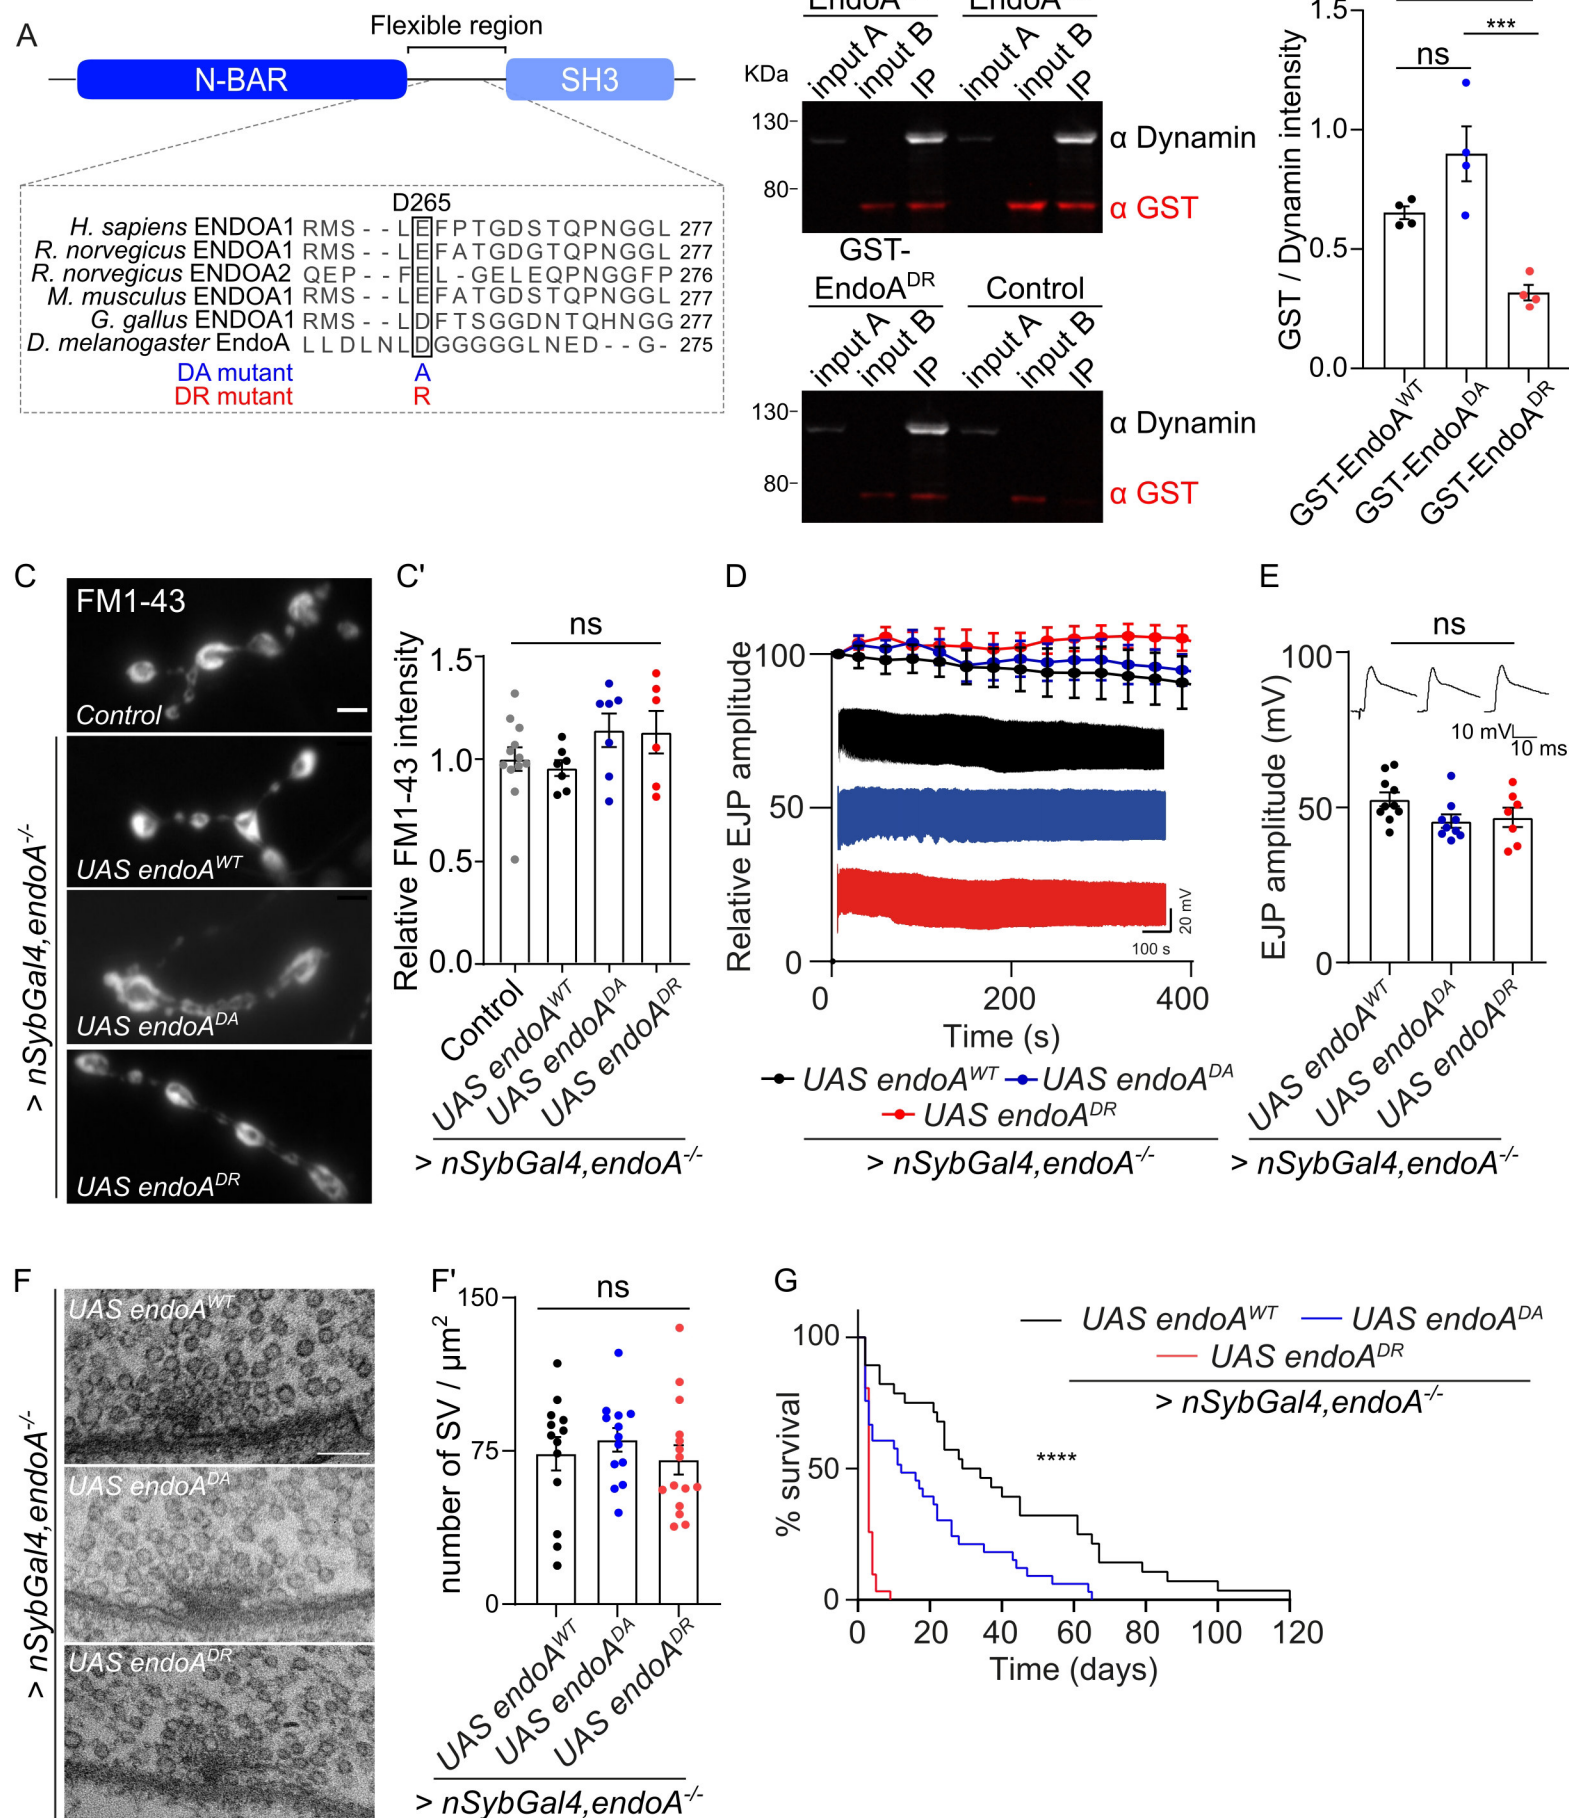 A
Flexible region
N-BAR
SH3
D265
H. sapiens ENDOA1 RMS--LEFPTGDSTQPNGGL 277
R. norvegicus ENDOA1 RMS--LEFATGDGTQPNGGL 277
R. norvegicus ENDOA2 QEP--FEL-GELEQPNGGFP 276
M. musculus ENDOA1 RMS--LEFATGDSTQPNGGL 277
G. gallus ENDOA1 RMS--LDFTSGGDNTQHNGG 277
D. melanogaster EndoA LLDLNLDGGGGGLNED--G- 275
DA mutant A
DR mutant R
EndoA EndoA
KDa
input A input B IP input A input B IP
130-
α Dynamin
80-
α GST
GST-
EndoA^DR Control
input A input B IP input A input B IP
130-
α Dynamin
80-
α GST
GST / Dynamin intensity
1.5
1.0
0.5
0.0
***
ns
GST-EndoA^WT
GST-EndoA^DA
GST-EndoA^DR
C
FM1-43
Control
UAS endoA^WT
UAS endoA^DA
UAS endoA^DR
> nSybGal4,endoA^-/-
C'
ns
Relative FM1-43 intensity
1.5
1.0
0.5
0.0
Control
UAS endoA^WT
UAS endoA^DA
UAS endoA^DR
> nSybGal4,endoA^-/-
D
Relative EJP amplitude
100
50
0
20 mV
100 s
0 200 400
Time (s)
UAS endoA^WT UAS endoA^DA
UAS endoA^DR
> nSybGal4,endoA^-/-
E
ns
EJP amplitude (mV)
100
50
0
10 mV
10 ms
UAS endoA^WT
UAS endoA^DA
UAS endoA^DR
> nSybGal4,endoA^-/-
F
UAS endoA^WT
UAS endoA^DA
UAS endoA^DR
> nSybGal4,endoA^-/-
F'
ns
number of SV / µm²
150
75
0
UAS endoA^WT
UAS endoA^DA
UAS endoA^DR
> nSybGal4,endoA^-/-
G
UAS endoA^WT UAS endoA^DA
UAS endoA^DR
> nSybGal4,endoA^-/-
% survival
100
50
0
****
0 20 40 60 80 100 120
Time (days)